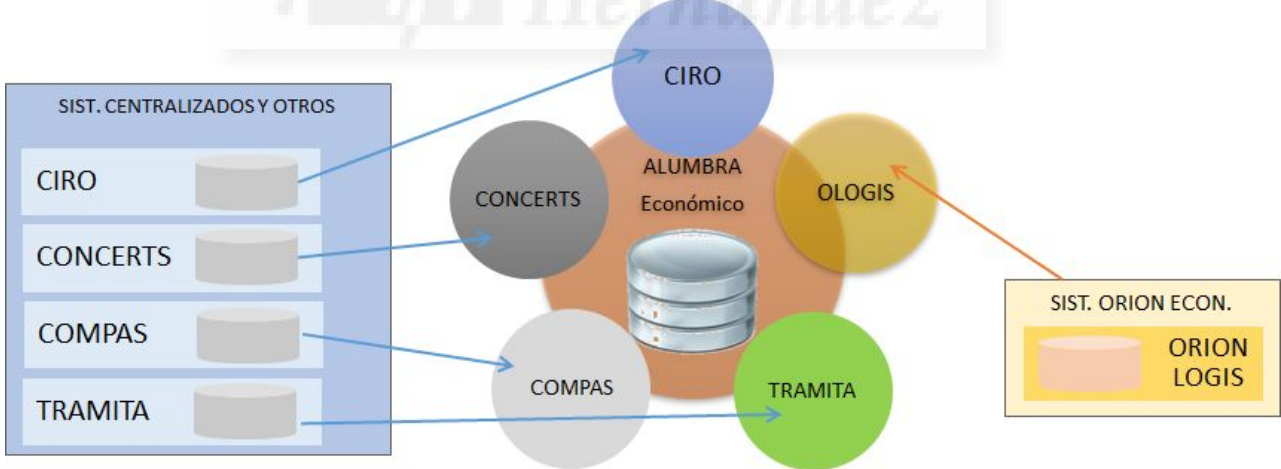 Hernández
SIST. CENTRALIZADOS Y OTROS
CIRO
CONCERTS
COMPAS
TRAMITA
CIRO
ALUMBRA
Económico
CONCERTS
OLOGIS
COMPAS
TRAMITA
SIST. ORION ECON.
ORION
LOGIS